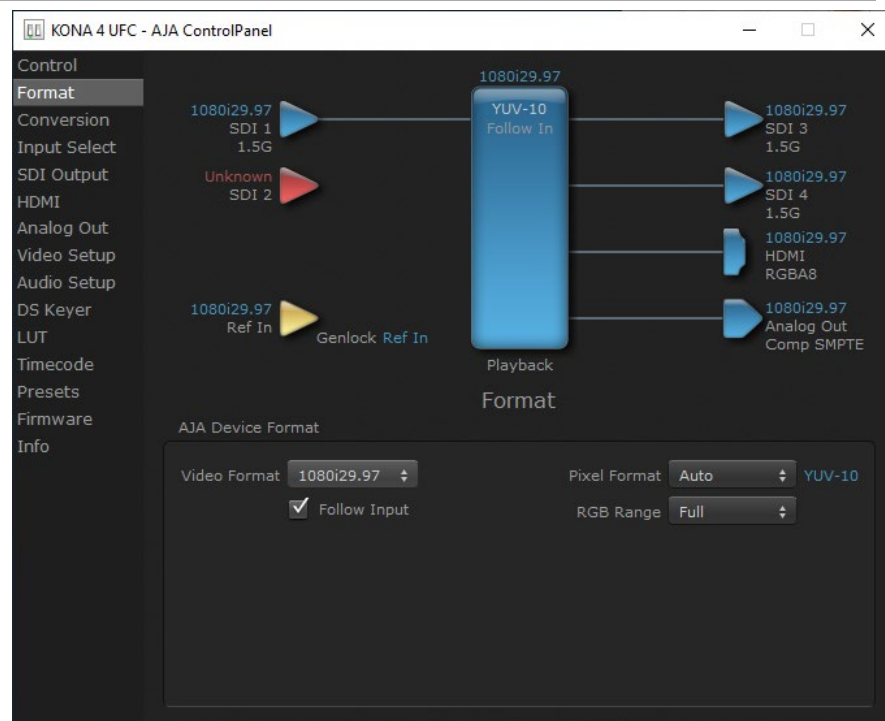 KONA 4 UFC - AJA ControlPanel
Control
Format
Conversion
Input Select
SDI Output
HDMI
Analog Out
Video Setup
Audio Setup
DS Keyer
LUT
Timecode
Presets
Firmware
Info
1080i29.97
YUV-10
Follow In
1080i29.97
SDI 1
1.5G
Unknown
SDI 2
1080i29.97
Ref In
Genlock Ref In
1080i29.97
SDI 3
1.5G
1080i29.97
SDI 4
1.5G
1080i29.97
HDMI
RGBA8
1080i29.97
Analog Out
Comp SMPTE
Playback
Format
AJA Device Format
Video Format 1080i29.97
Follow Input
Pixel Format Auto YUV-10
RGB Range Full